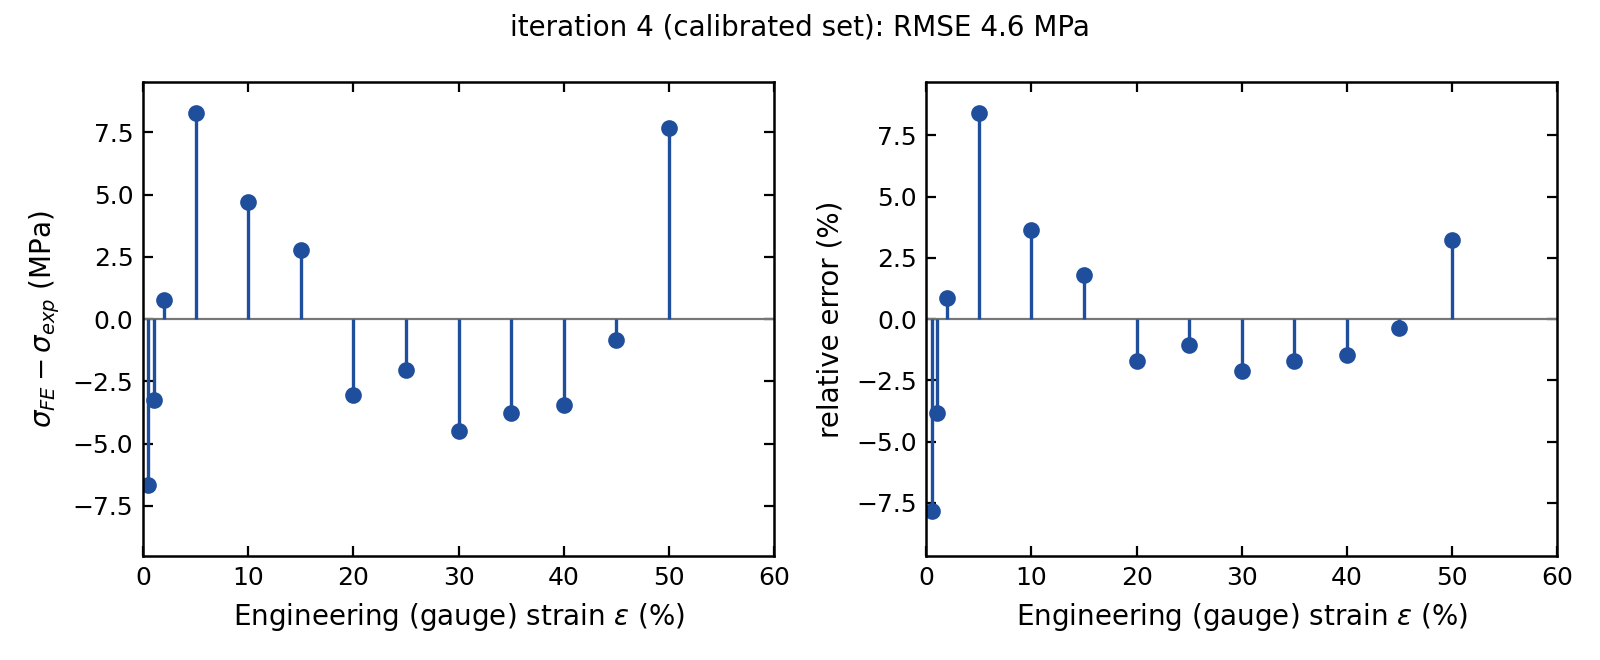 iteration 4 (calibrated set): RMSE 4.6 MPa
σ_FE − σ_exp (MPa)
7.5
5.0
2.5
0.0
−2.5
−5.0
−7.5
0 10 20 30 40 50 60
Engineering (gauge) strain ε (%)
relative error (%)
7.5
5.0
2.5
0.0
−2.5
−5.0
−7.5
0 10 20 30 40 50 60
Engineering (gauge) strain ε (%)